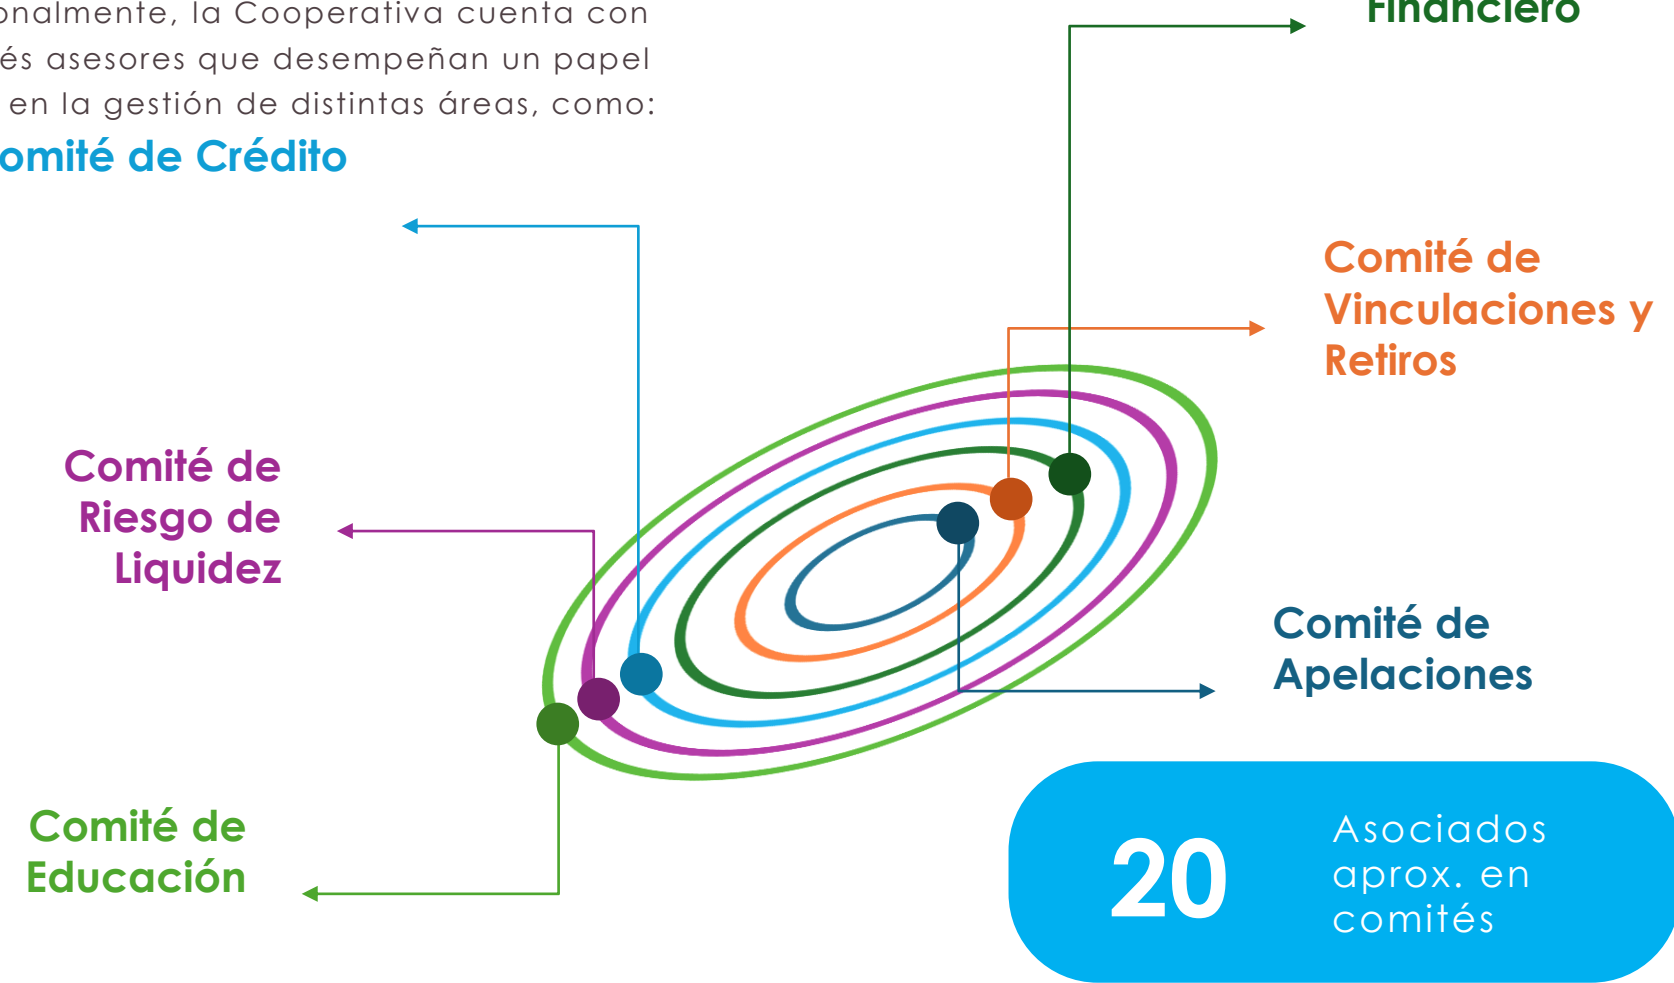 onalmente, la Cooperativa cuenta con
és asesores que desempeñan un papel
en la gestión de distintas áreas, como:
omité de Crédito
Financiero
Comité de
Vinculaciones y
Retiros
Comité de
Riesgo de
Liquidez
Comité de
Apelaciones
Comité de
Educación
20
Asociados
aprox. en
comités